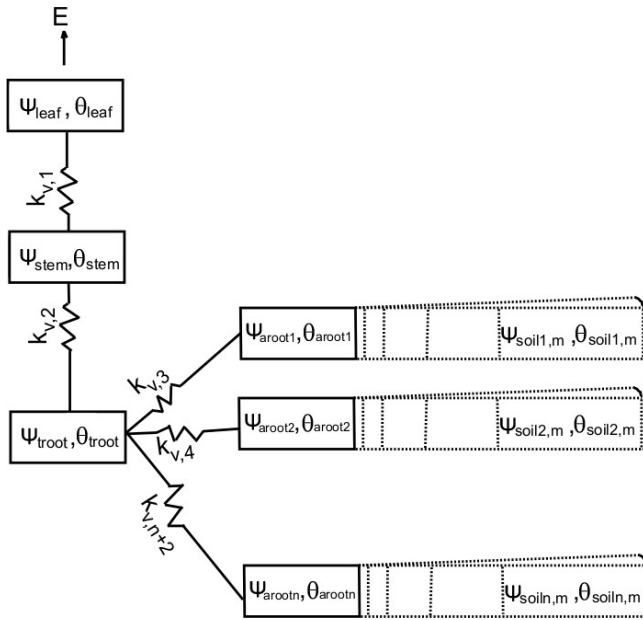 E
Ψleaf, θleaf
kv,1
Ψstem,θstem
kv,2
Ψaroot1,θaroot1
Ψsoil1,m ,θsoil1,m
kv,3
Ψtroot,θtroot
Ψaroot2,θaroot2
Ψsoil2,m ,θsoil2,m
kv,4
kv,n+2
Ψarootn,θarootn
Ψsoiln,m ,θsoiln,m